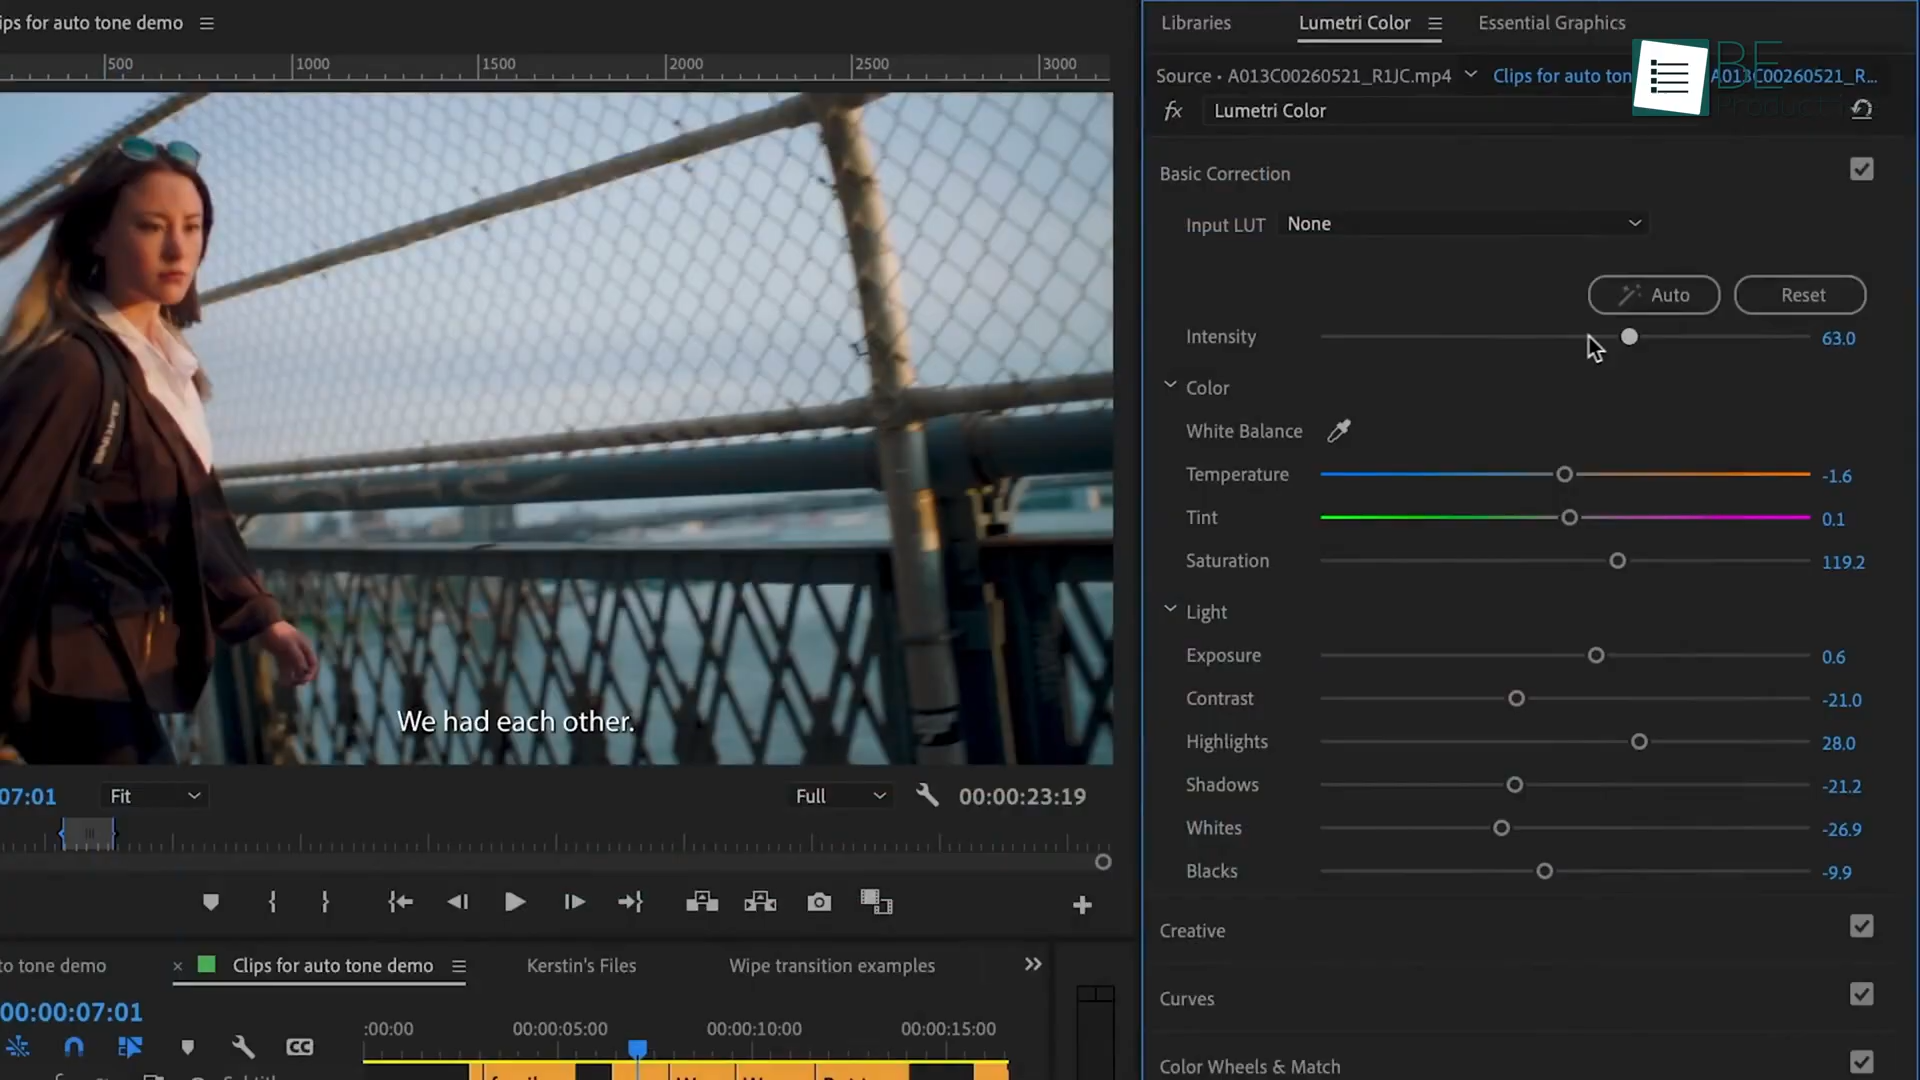 ips for auto tone demo
Libraries
Lumetri Color
Essential Graphics
500
1000
1500
2000
2500
3000
Source • A013C00260521_R1JC.mp4
Clips for auto ton
A013C00260521_R...
BE
fx
Lumetri Color
Basic Correction
Input LUT
None
Auto
Reset
Intensity
63.0
Color
White Balance
Temperature
-1.6
Tint
0.1
Saturation
119.2
Light
Exposure
0.6
Contrast
-21.0
Highlights
28.0
Shadows
-21.2
Whites
-26.9
Blacks
-9.9
Creative
Curves
Color Wheels & Match
We had each other.
07:01
Fit
Full
00:00:23:19
to tone demo
Clips for auto tone demo
Kerstin's Files
Wipe transition examples
00:00:07:01
:00:00
00:00:05:00
00:00:10:00
00:00:15:00
CC